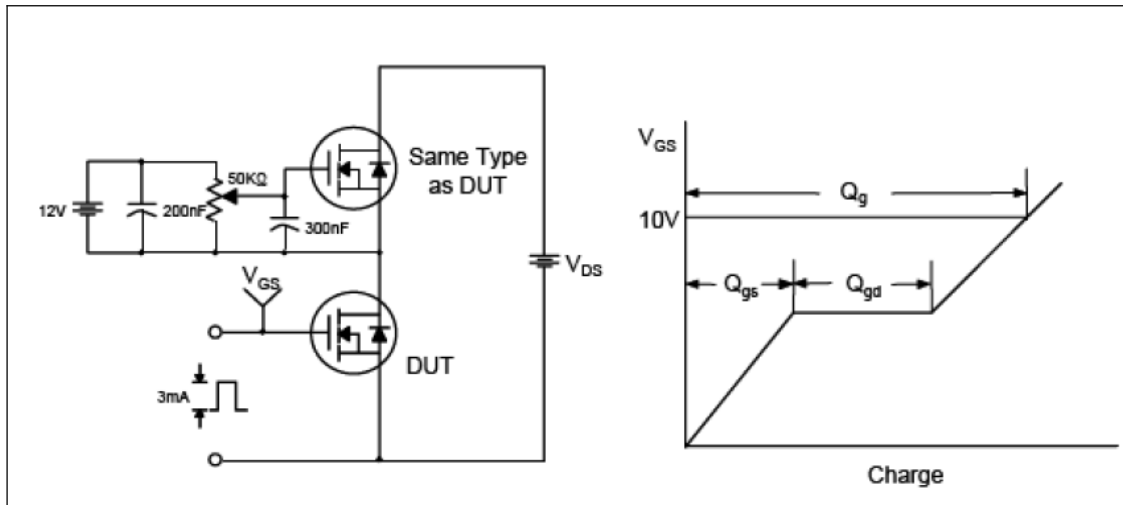 Same Type
as DUT
50KΩ
12V
200nF
300nF
V_GS
V_DS
DUT
3mA
V_GS
Q_g
10V
Q_gs
Q_gd
Charge